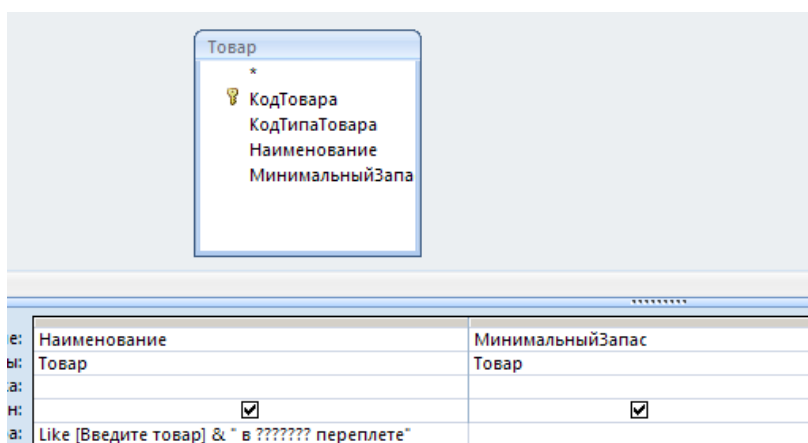 Товар
*
КодТовара
КодТипаТовара
Наименование
МинимальныйЗапа
е: Наименование МинимальныйЗапас
ы: Товар Товар
а:
н:
а: Like [Введите товар] & " в ??????? переплете"